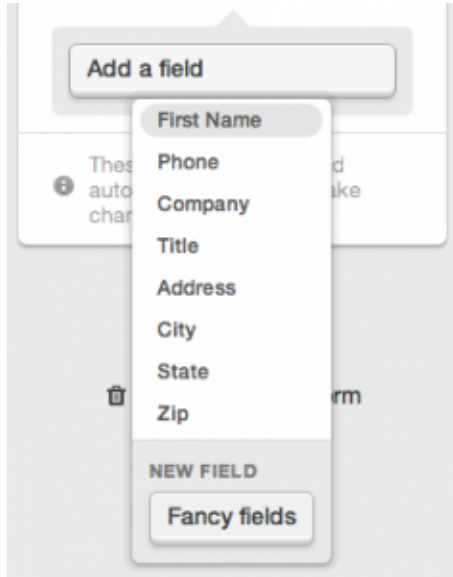 Add a field
First Name
Phone
Company
Title
Address
City
State
Zip
NEW FIELD
Fancy fields